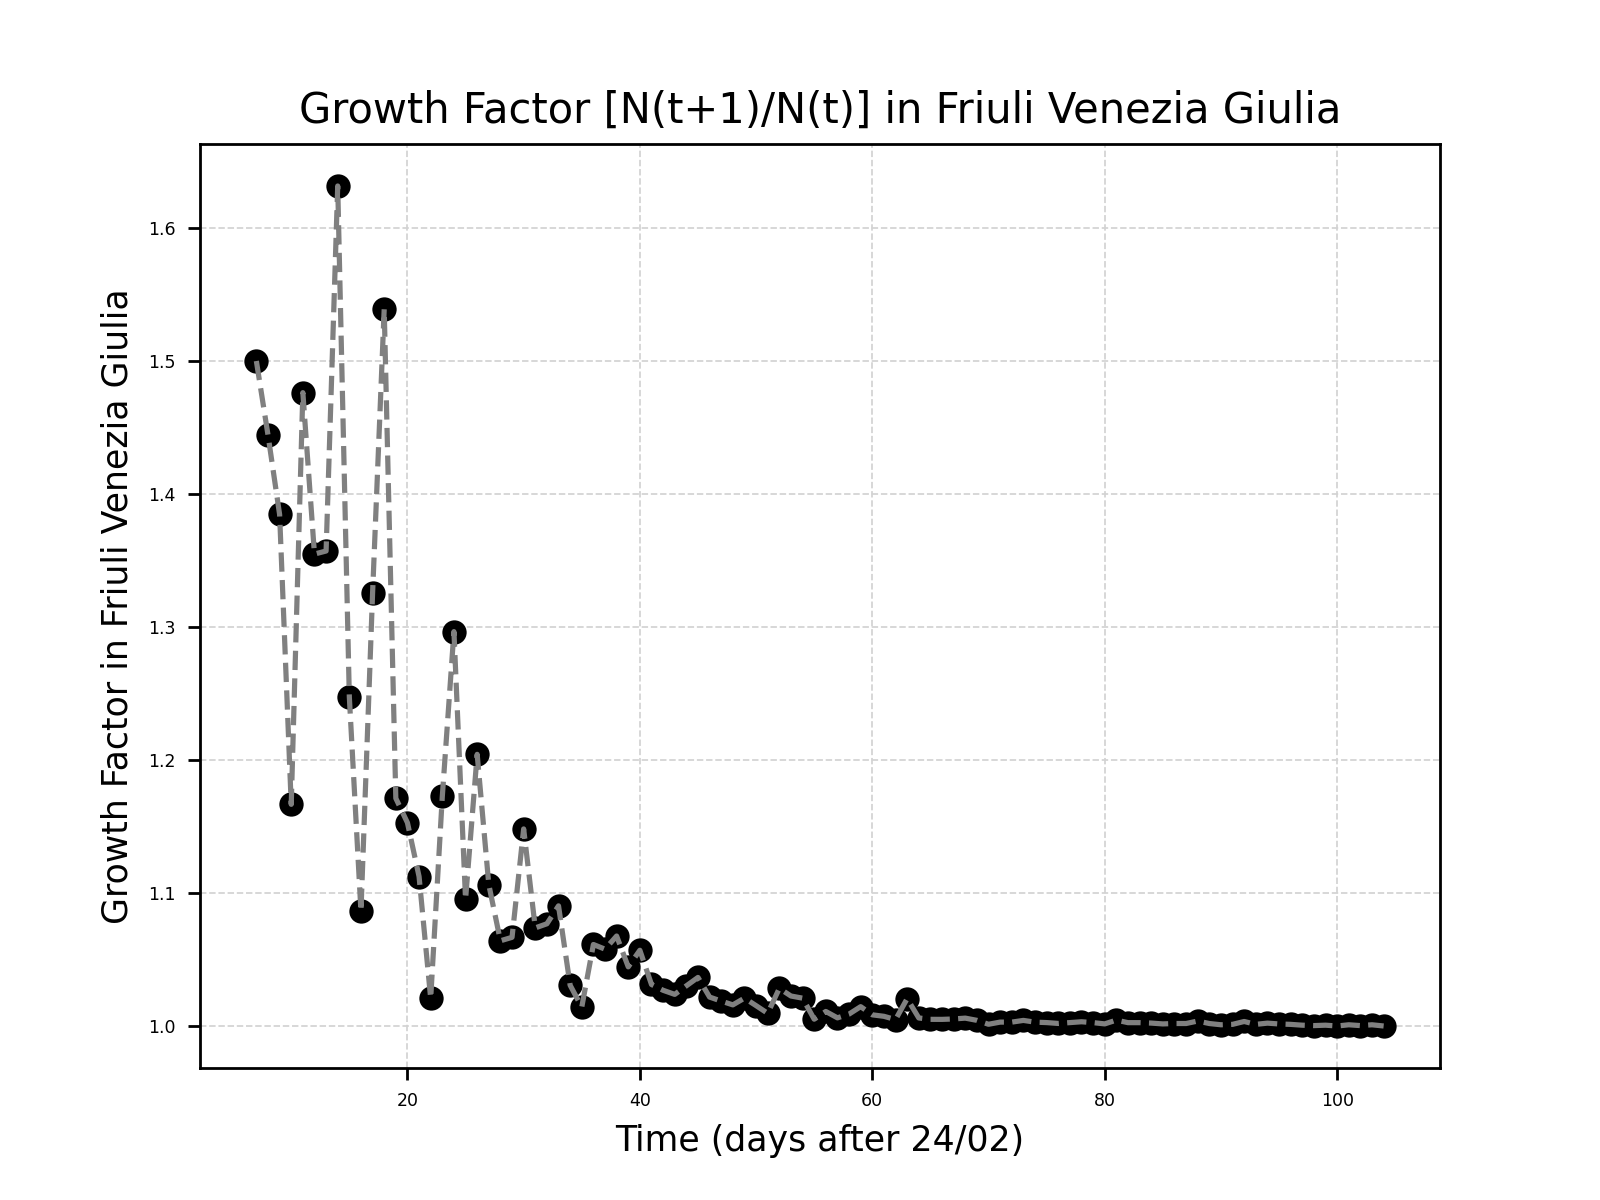 Growth Factor [N(t+1)/N(t)] in Friuli Venezia Giulia
Growth Factor in Friuli Venezia Giulia
1.6
1.5
1.4
1.3
1.2
1.1
1.0
20 40 60 80 100
Time (days after 24/02)